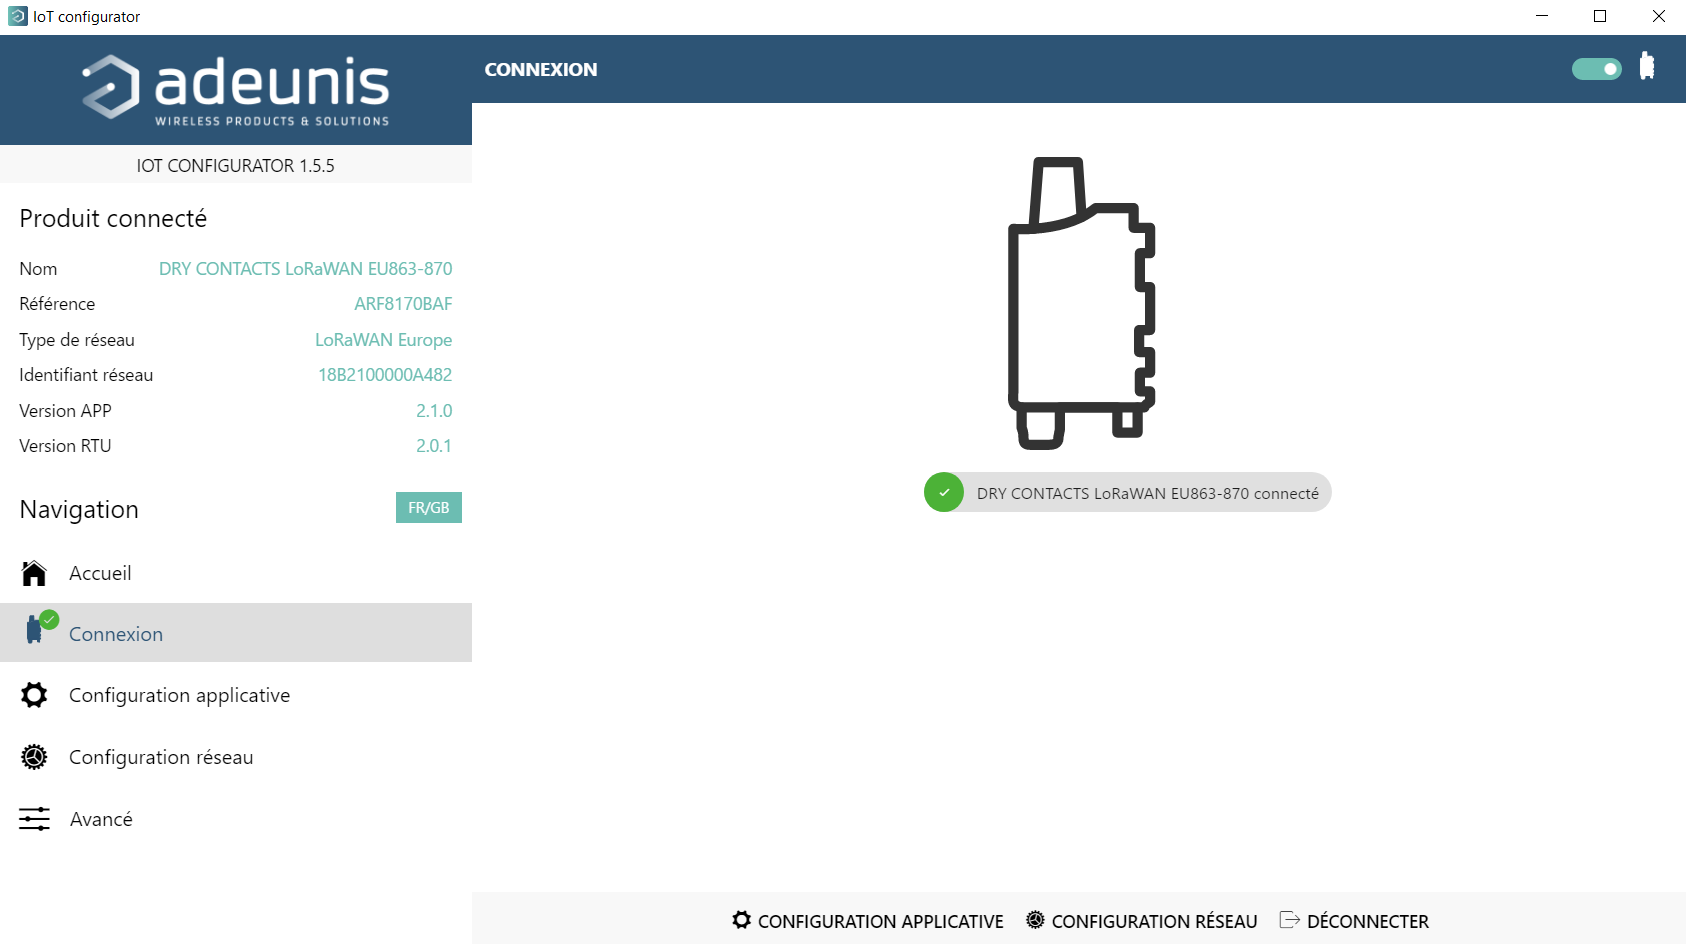 IoT configurator
adeunis
WIRELESS PRODUCTS & SOLUTIONS
IOT CONFIGURATOR 1.5.5
Produit connecté
Nom DRY CONTACTS LoRaWAN EU863-870
Référence ARF8170BAF
Type de réseau LoRaWAN Europe
Identifiant réseau 18B2100000A482
Version APP 2.1.0
Version RTU 2.0.1
Navigation FR/GB
Accueil
Connexion
Configuration applicative
Configuration réseau
Avancé
CONNEXION
DRY CONTACTS LoRaWAN EU863-870 connecté
CONFIGURATION APPLICATIVE CONFIGURATION RÉSEAU DÉCONNECTER